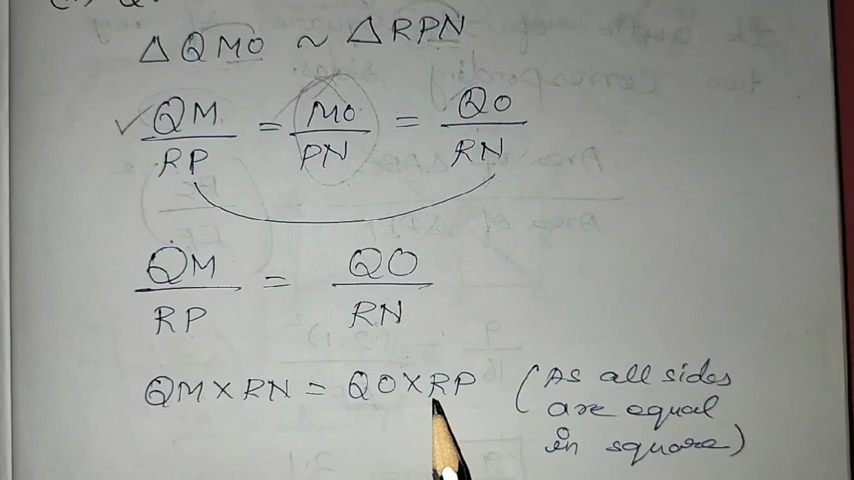 △QMO ~ △RPN
✓ QM/RP = MO/PN = QO/RN
QM/RP = QO/RN
QM × RN = QO × RP (As all sides
are equal
in square)